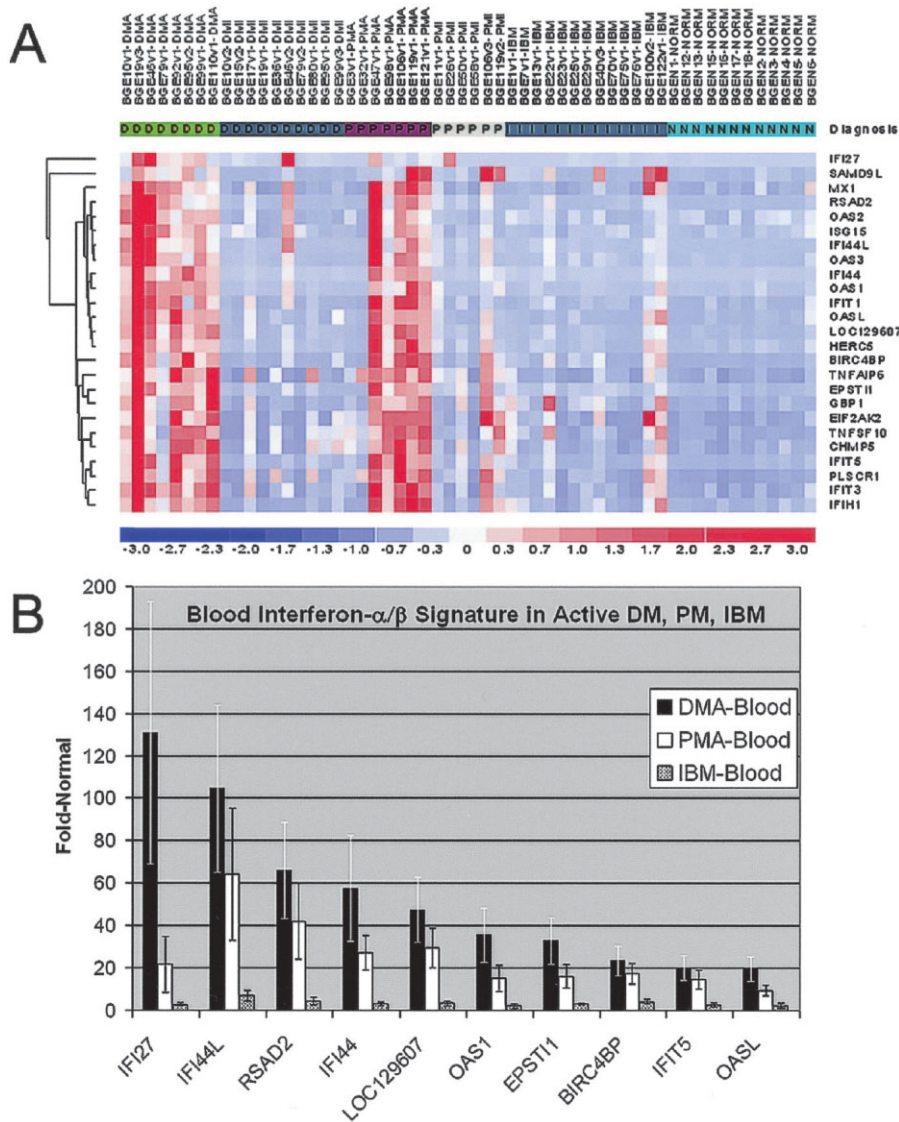 A
BGE10v1- DMA
BGE19v3- DMA
BGE46v1- DMA
BGE79v1- DMA
BGE92v1- DMA
BGE95v2- DMA
BGE99v1- DMA
BGE110v1- DMA
BGE10v2- DMI
BGE17v1- DMI
BGE19v1- DMI
BGE35v1- DMI
BGE46v2- DMI
BGE79v2- DMI
BGE80v1- DMI
BGE95v1- DMI
BGE99v3- DMI
BGE31v1-PMA
BGE32v1- PMA
BGE47v1- PMA
BGE98v1- PMA
BGE106v1- PMA
BGE119v1-PMA
BGE121v1-PMA
BGE11v1- PMI
BGE26v1-PMI
BGE40v1- PMI
BGE58v1- PMI
BGE106v3- PMI
BGE119v2- PMI
BGE1v1-IBM
BGE7v1-IBM
BGE13v1-IBM
BGE22v1-IBM
BGE23v1-IBM
BGE28v1-IBM
BGE29v1-IBM
BGE40v3-IBM
BGE70v1-IBM
BGE75v1-IBM
BGE76v1-IBM
BGE100v2-IBM
BGE122v1-IBM
BGEN1-NORM
BGEN12-NORM
BGEN13-NORM
BGEN15-NORM
BGEN16-NORM
BGEN17-NORM
BGEN18-NORM
BGEN2-NORM
BGEN3-NORM
BGEN4-NORM
BGEN5-NORM
BGEN6-NORM
D D D D D D D D D D D D D D D D D D P P P P P P P P P P P P P I I I I I I I I I I I I I N N N N N N N N N N N N Diagnosis
IFI27
SAMD9L
MX1
RSAD2
OAS2
ISG15
IFI44L
OAS3
IFI44
OAS1
IFIT1
OASL
LOC129607
HERC5
BIRC4BP
TNFAIP6
EPSTI1
GBP1
EIF2AK2
TNFSF10
CHMP5
IFIT5
PLSCR1
IFIT3
IFIH1
-3.0 -2.7 -2.3 -2.0 -1.7 -1.3 -1.0 -0.7 -0.3 0 0.3 0.7 1.0 1.3 1.7 2.0 2.3 2.7 3.0
B
Blood Interferon-α/β Signature in Active DM, PM, IBM
Fold-Normal
200
180
160
140
120
100
80
60
40
20
0
DMA-Blood
PMA-Blood
IBM-Blood
IFI27
IFI44L
RSAD2
IFI44
LOC129607
OAS1
EPSTI1
BIRC4BP
IFIT5
OASL